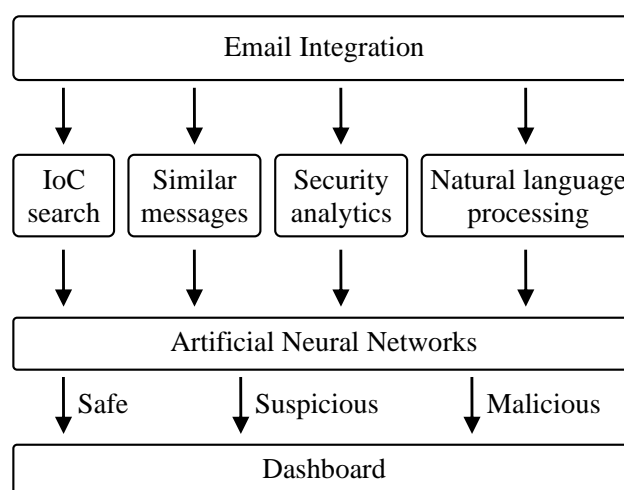 Email Integration
IoC
search
Similar
messages
Security
analytics
Natural language
processing
Artificial Neural Networks
Safe
Suspicious
Malicious
Dashboard